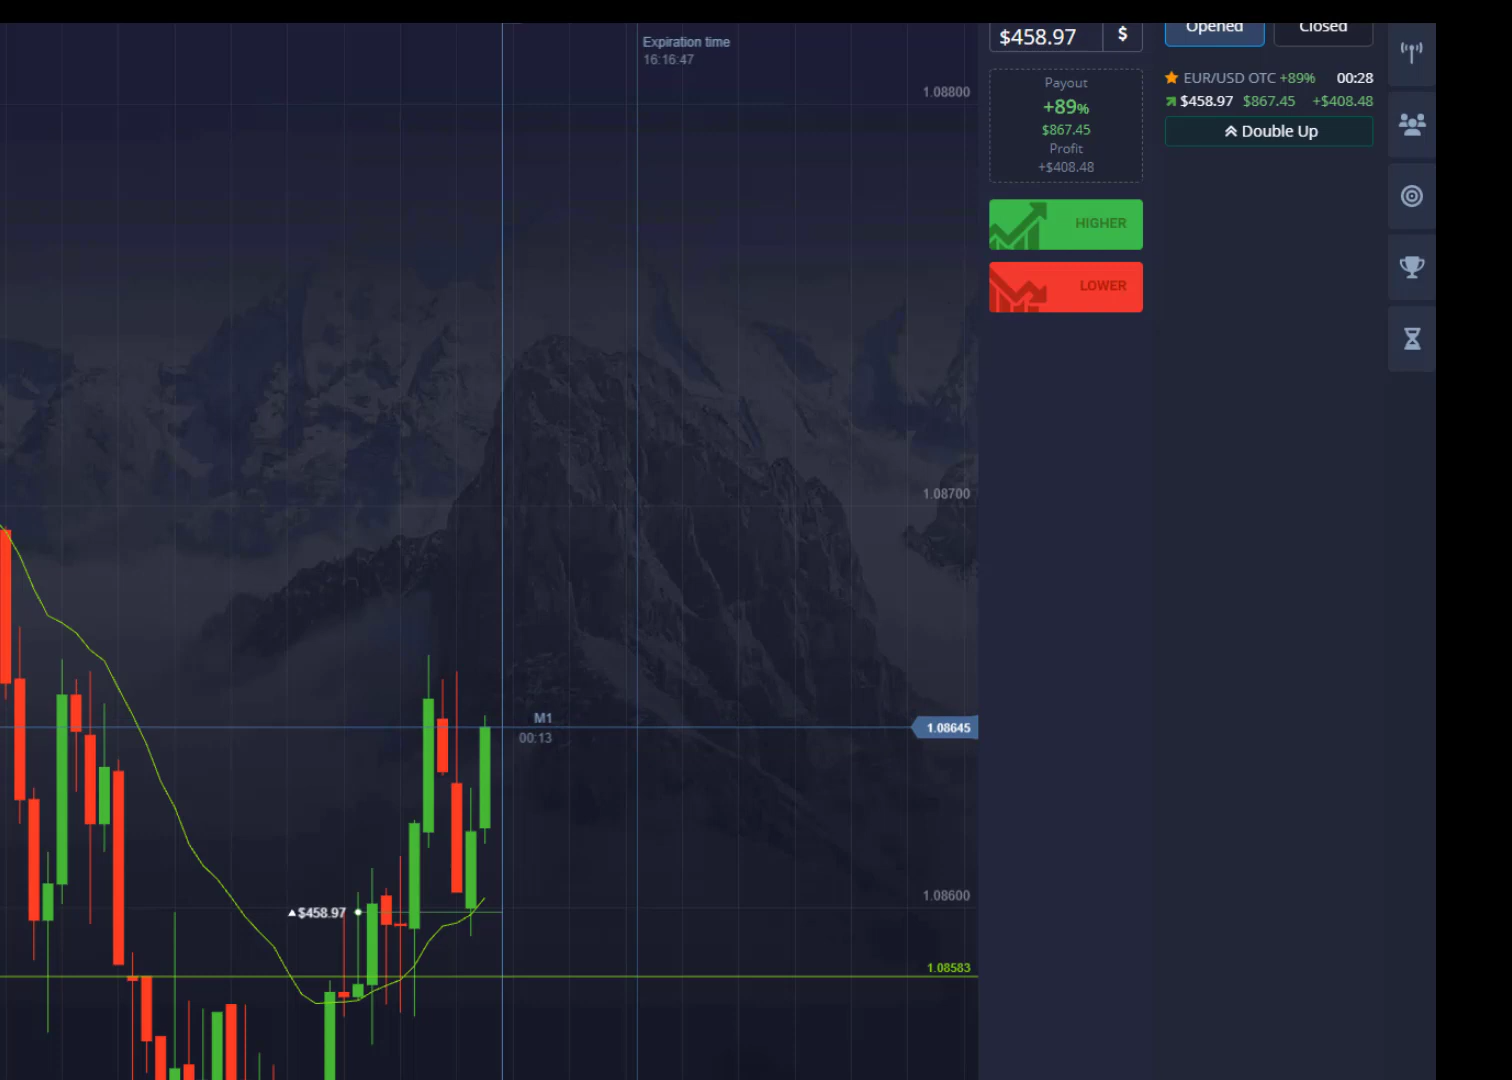 Opened
Closed
$458.97 $
Expiration time
16:16:47
Payout
+89%
$867.45
Profit
+$408.48
EUR/USD OTC +89% 00:28
$458.97 $867.45 +$408.48
Double Up
HIGHER
LOWER
1.08800
1.08700
M1
00:13
1.08645
1.08600
$458.97
1.08583